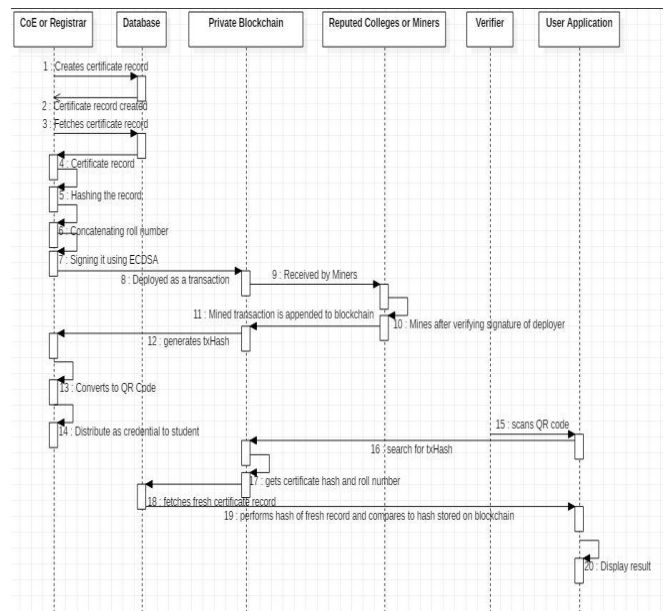 CoE or Registrar
Database
Private Blockchain
Reputed Colleges or Miners
Verifier
User Application
1 : Creates certificate record
2 : Certificate record created
3 : Fetches certificate record
4 : Certificate record
5 : Hashing the record
6 : Concatenating roll number
7 : Signing it using ECDSA
8 : Deployed as a transaction
9 : Received by Miners
10 : Mines after verifying signature of deployer
11 : Mined transaction is appended to blockchain
12 : generates txHash
13 : Converts to QR Code
14 : Distribute as credential to student
15 : scans QR code
16 : search for txHash
17 : gets certificate hash and roll number
18 : fetches fresh certificate record
19 : performs hash of fresh record and compares to hash stored on blockchain
20 : Display result